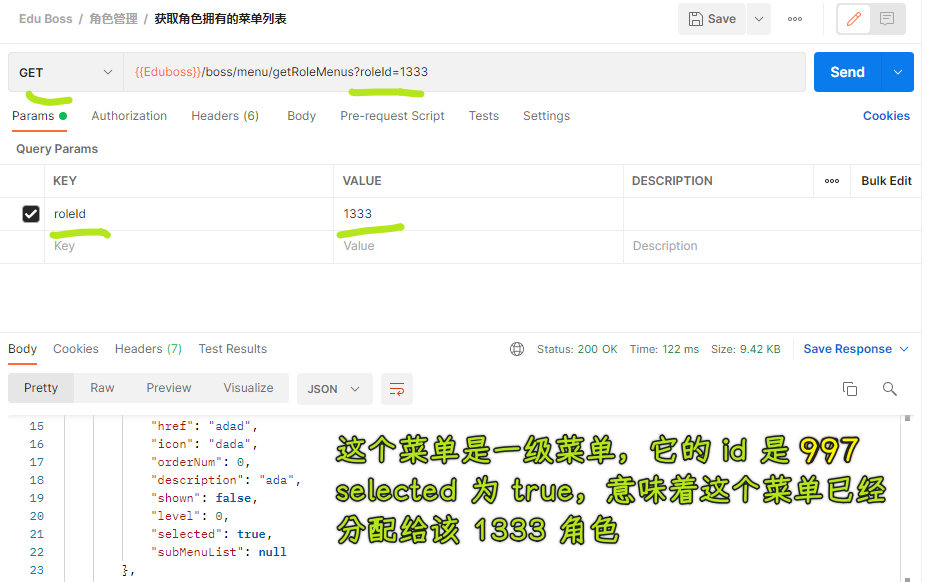 Edu Boss / 角色管理 / 获取角色拥有的菜单列表
Save
GET {{Eduboss}}/boss/menu/getRoleMenus?roleId=1333 Send
Params Authorization Headers (6) Body Pre-request Script Tests Settings Cookies
Query Params
KEY VALUE DESCRIPTION Bulk Edit
roleId 1333
Key Value Description
Body Cookies Headers (7) Test Results Status: 200 OK Time: 122 ms Size: 9.42 KB Save Response
Pretty Raw Preview Visualize JSON
15 "href": "adad",
16 "icon": "dada",
17 "orderNum": 0,
18 "description": "ada",
19 "shown": false,
20 "level": 0,
21 "selected": true,
22 "subMenuList": null
23 },
这个菜单是一级菜单，它的 id 是 997
selected 为 true，意味着这个菜单已经
分配给该 1333 角色